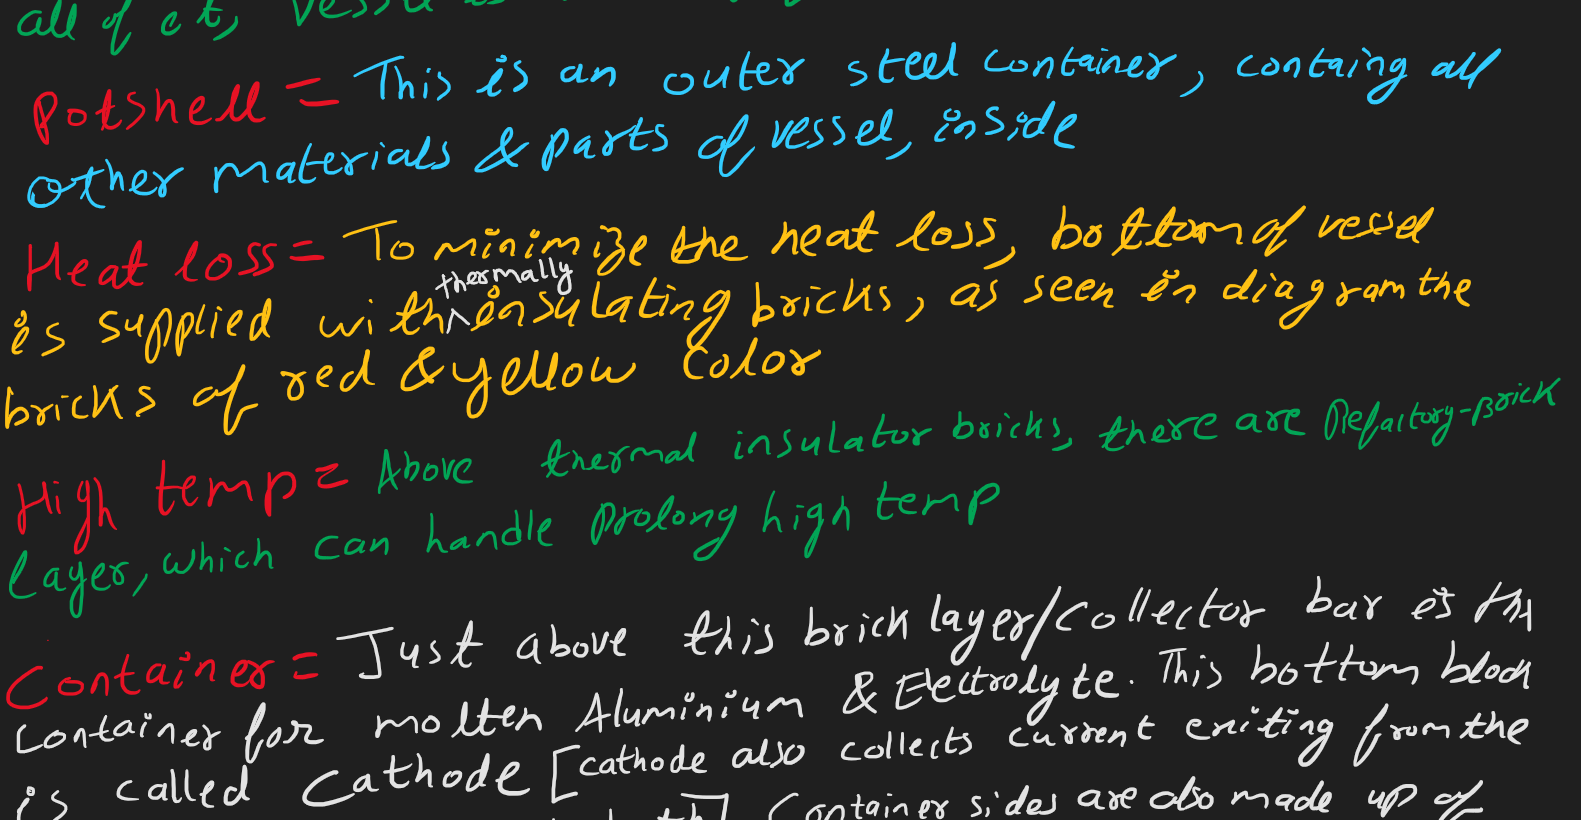 all of it,
Potshell = This is an outer steel container, containg all
other materials & parts of vessel, inside
Heat loss = To minimize the heat loss, bottom of vessel
is supplied with thermally insulating bricks, as seen in diagram the
bricks of red & yellow color
High temp = Above thermal insulator bricks, there are Refactory-Brick
layer, which can handle prolong high temp
Container = Just above this brick layer/collector bar is the
container for molten Aluminium & Electrolyte. This bottom block
is called Cathode [cathode also collects current exiting from the
] Container sides are also made up of